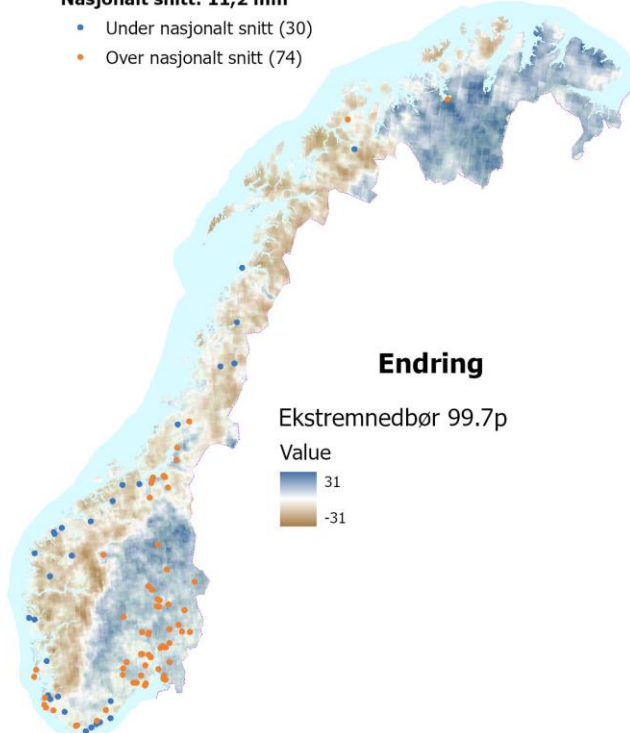 Nasjonalt snitt: 11,2 mm
Under nasjonalt snitt (30)
Over nasjonalt snitt (74)
Endring
Ekstremnedbør 99.7p
Value
31
-31